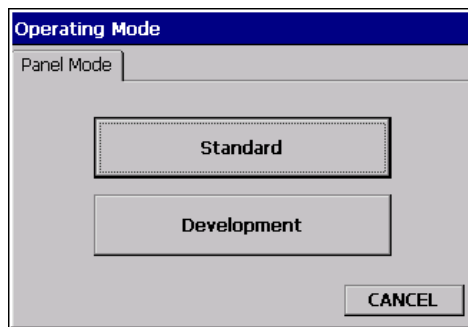 Operating Mode
Panel Mode
Standard
Development
CANCEL